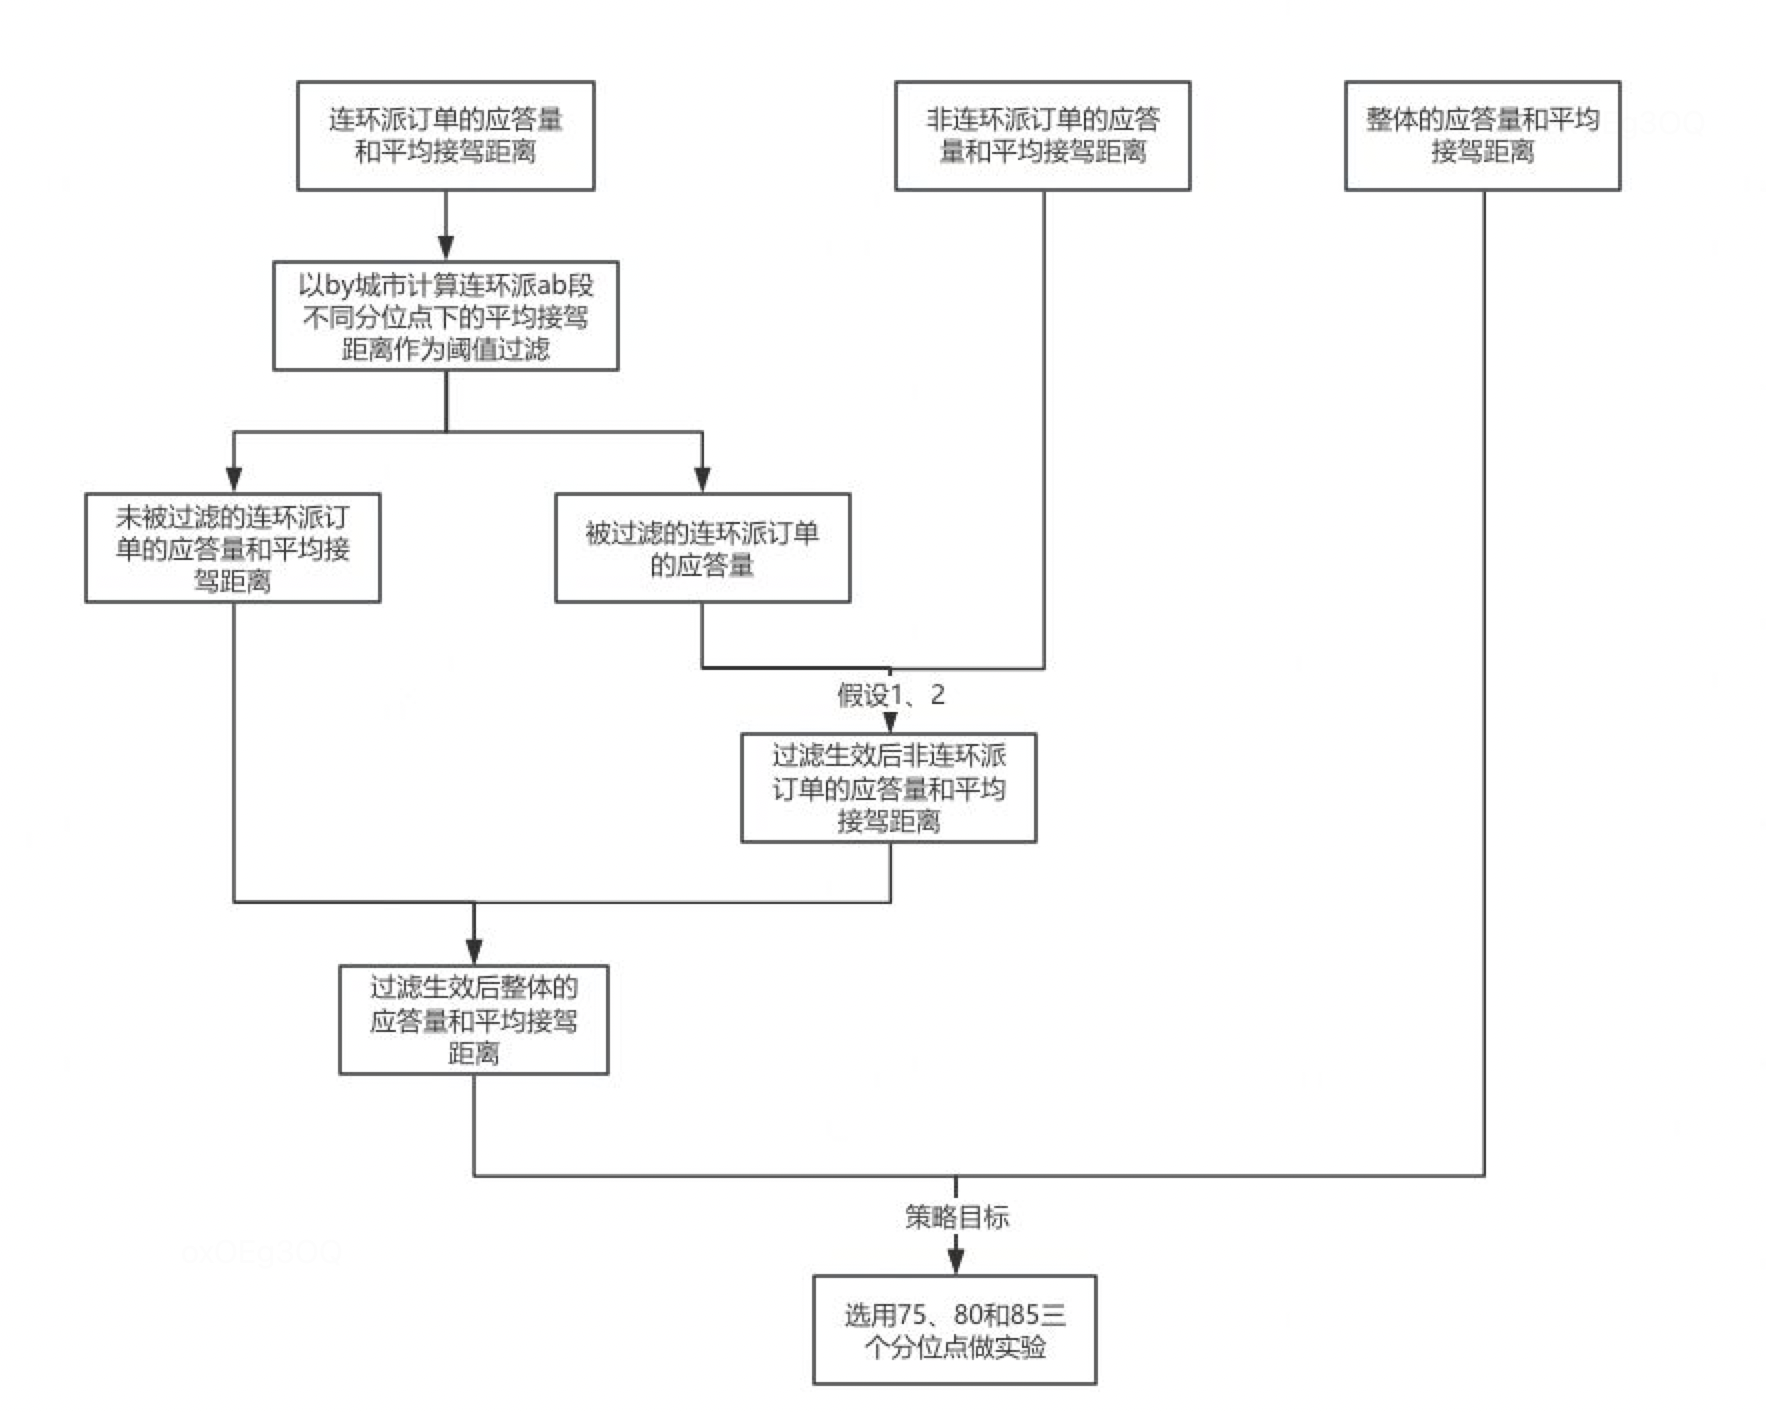 连环派订单的应答量
和平均接驾距离
非连环派订单的应答
量和平均接驾距离
整体的应答量和平均
接驾距离
以by城市计算连环派ab段
不同分位点下的平均接驾
距离作为阈值过滤
未被过滤的连环派订
单的应答量和平均接
驾距离
被过滤的连环派订单
的应答量
假设1、2
过滤生效后非连环派
订单的应答量和平均
接驾距离
过滤生效后整体的
应答量和平均接驾
距离
策略目标
选用75、80和85三
个分位点做实验